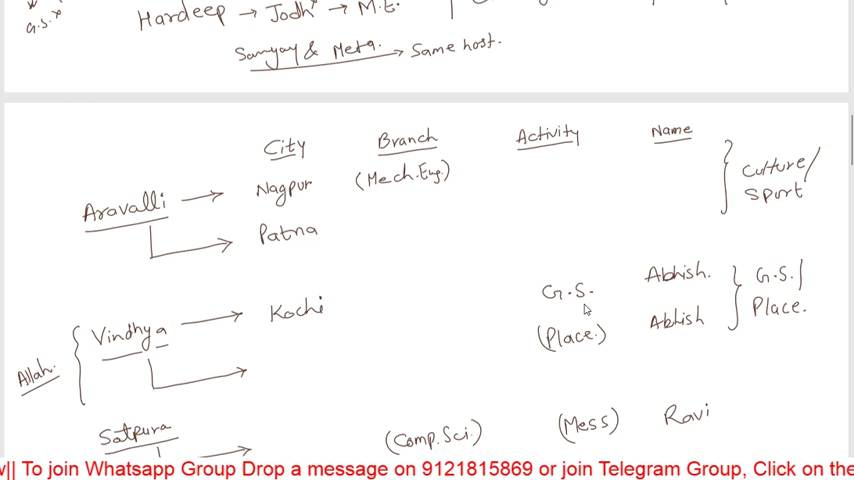 G.S.×
Hardeep → Jodh× → M.E.
Sanjay & Meta. → Same host.
City Branch Activity Name
Aravalli → Nagpur (Mech.Eng.) } Culture/
Sport
→ Patna
Vindhya → Kochi G.S. Abhish. } G.S./
Place.
Allah. { → (Place.) Abhish
Satpura → (Comp.Sci.) (Mess) Ravi
|| To join Whatsapp Group Drop a message on 9121815869 or join Telegram Group, Click on the